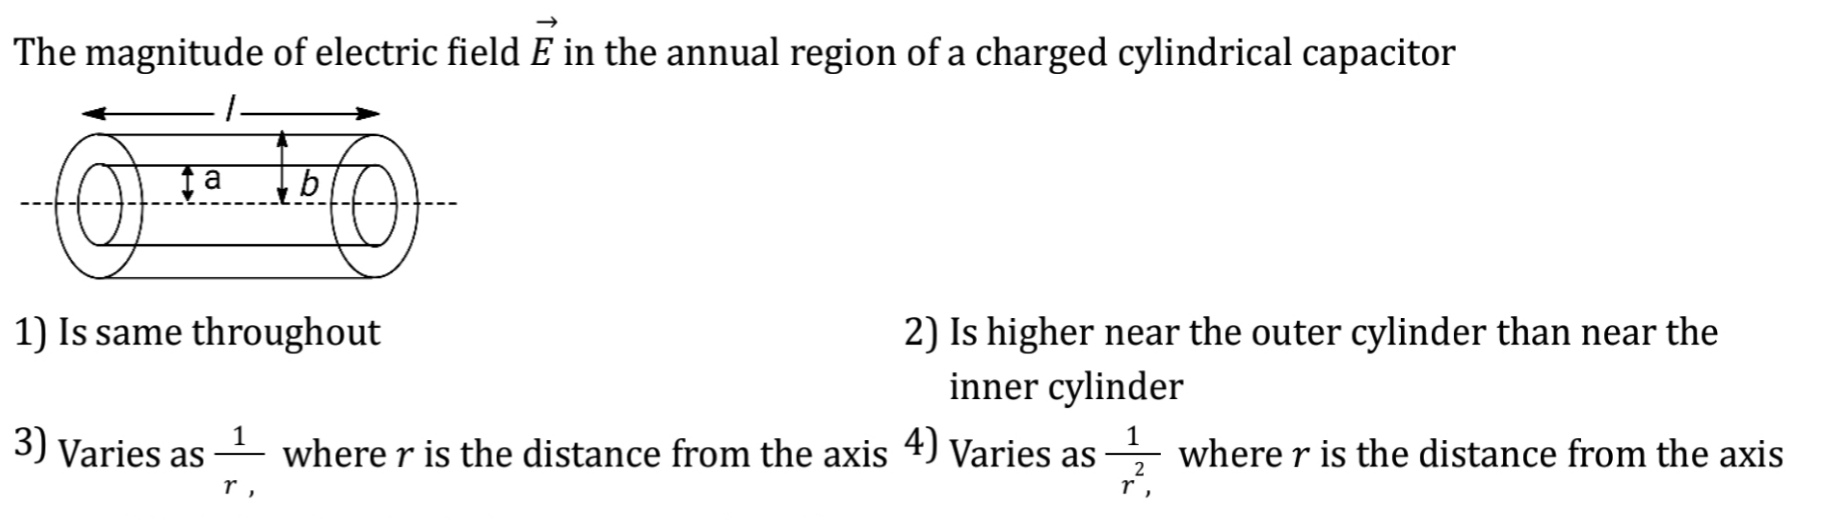 The magnitude of electric field $\vec{E}$ in the annual region of a charged cylindrical capacitor
l
a
b
1) Is same throughout
2) Is higher near the outer cylinder than near the
inner cylinder
3) Varies as $\frac{1}{r,}$ where r is the distance from the axis
4) Varies as $\frac{1}{r^2,}$ where r is the distance from the axis